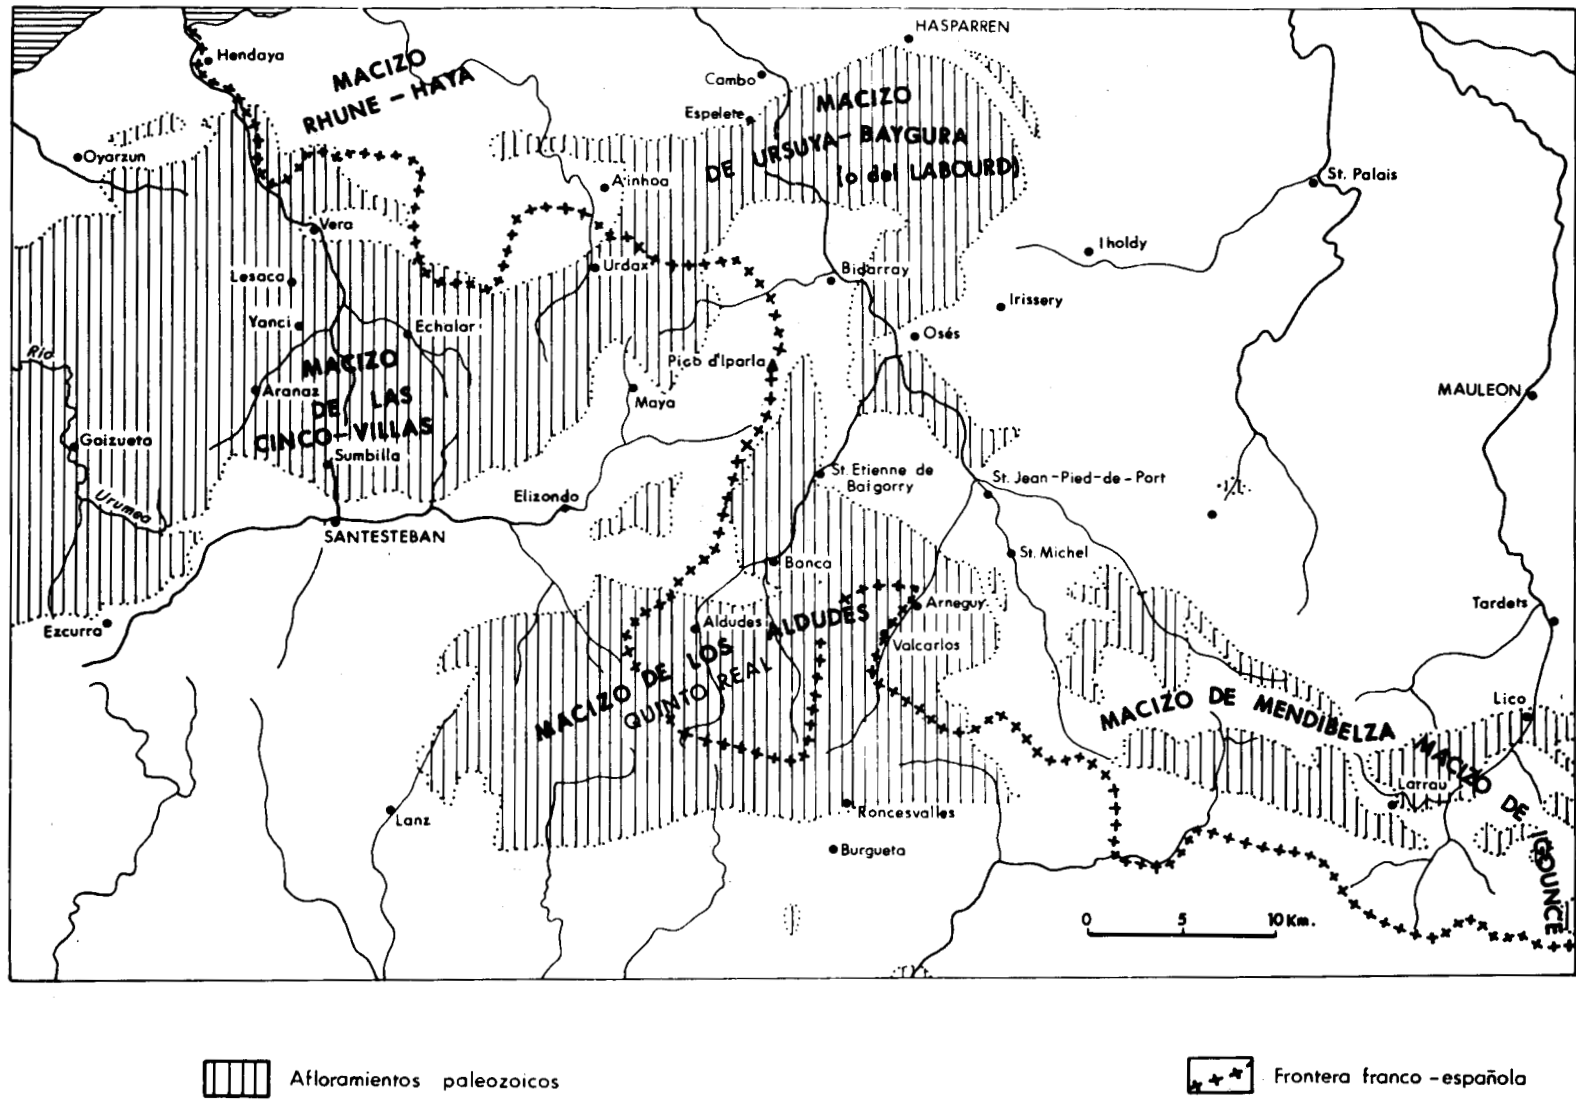 HASPARREN
Hendaya
MACIZO
RHUNE - HAYA
Cambo
Espelete
MACIZO
DE URSUYA - BAYGURA
(o del LABOURD)
Oyarzun
Ainhoa
St. Palais
Vera
Iholdy
Lesaca
Urdax
Bidarray
Irissery
Yanci
Echalar
Osés
Rio
MACIZO
DE LAS
CINCO-VILLAS
Pico d'Iparla
Aranaz
Maya
MAULEON
Goizueta
Sumbilla
St. Etienne de
Baigorry
St. Jean-Pied-de-Port
Urumea
Elizondo
SANTESTEBAN
St. Michel
Banca
Ezcurra
Aldudes
Arneguy
Tardets
Valcarlos
MACIZO DE LOS ALDUDES
QUINTO REAL
MACIZO DE MENDIBELZA
Lico
MACIZO DE IGOUNCE
Larrau
Lanz
Roncesvalles
Burgueta
0 5 10 Km.
Afloramientos paleozoicos
Frontera franco-española